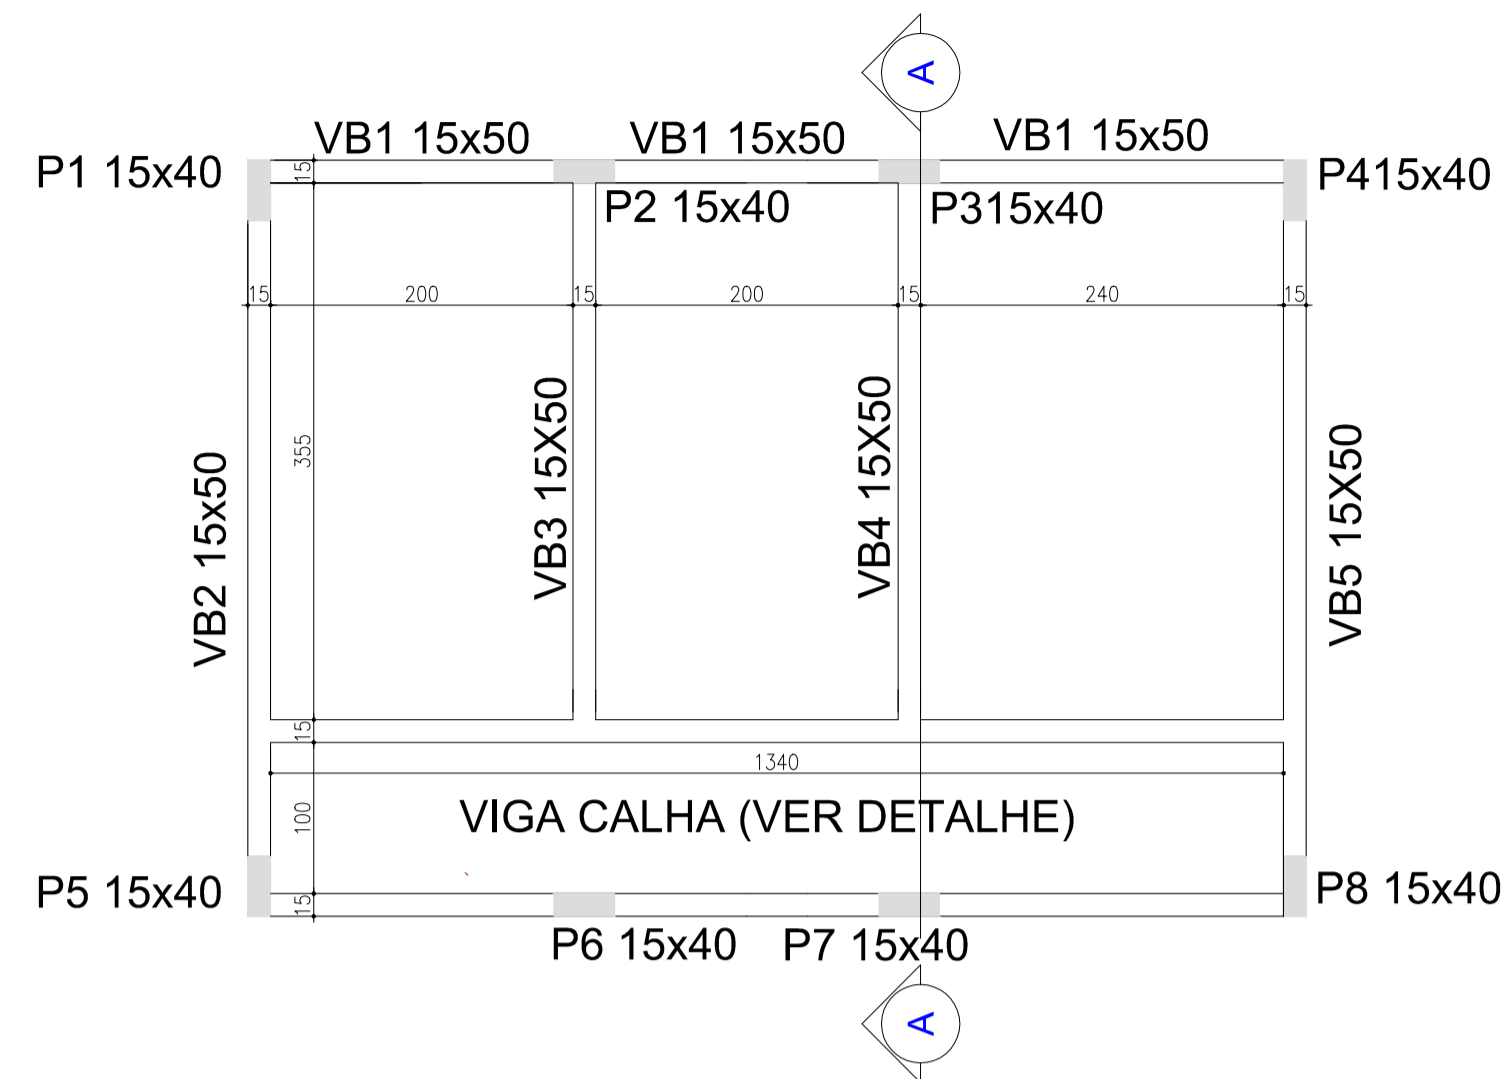 A
VB1 15x50
VB1 15x50
VB1 15x50
P1 15x40
15
P415x40
P2 15x40
P315x40
15
200
15
200
15
240
15
355
VB2 15x50
VB3 15X50
VB4 15X50
VB5 15X50
15
1340
100
VIGA CALHA (VER DETALHE)
P5 15x40
15
P8 15x40
P6 15x40
P7 15x40
A